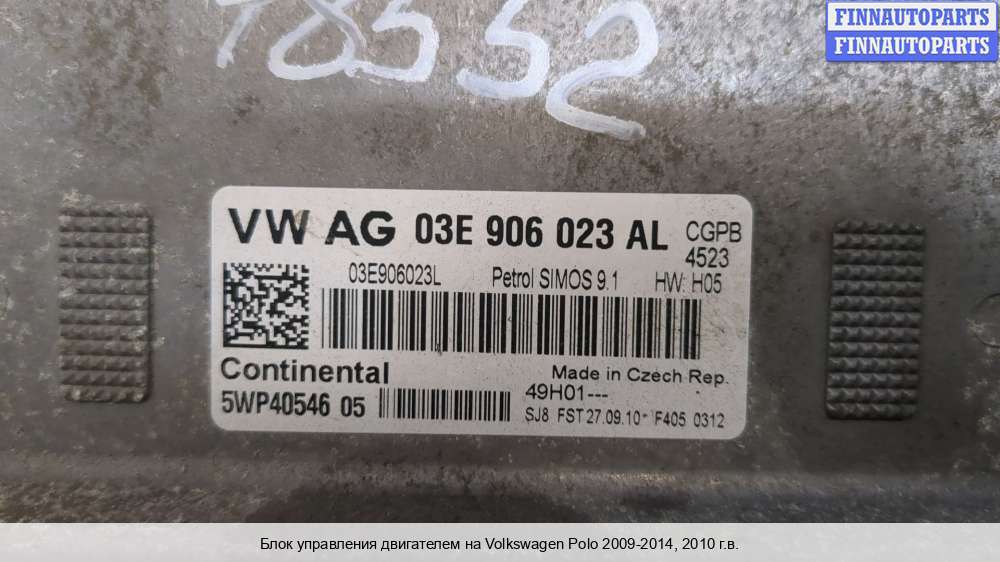 FINNAUTOPARTS
FINNAUTOPARTS
78552
VW AG 03E 906 023 AL CGPB
4523
03E906023L Petrol SIMOS 9.1 HW: H05
Continental Made in Czech Rep.
5WP40546 05 49H01---
SJ8 FST 27.09.10* F405 0312
Блок управления двигателем на Volkswagen Polo 2009-2014, 2010 г.в.